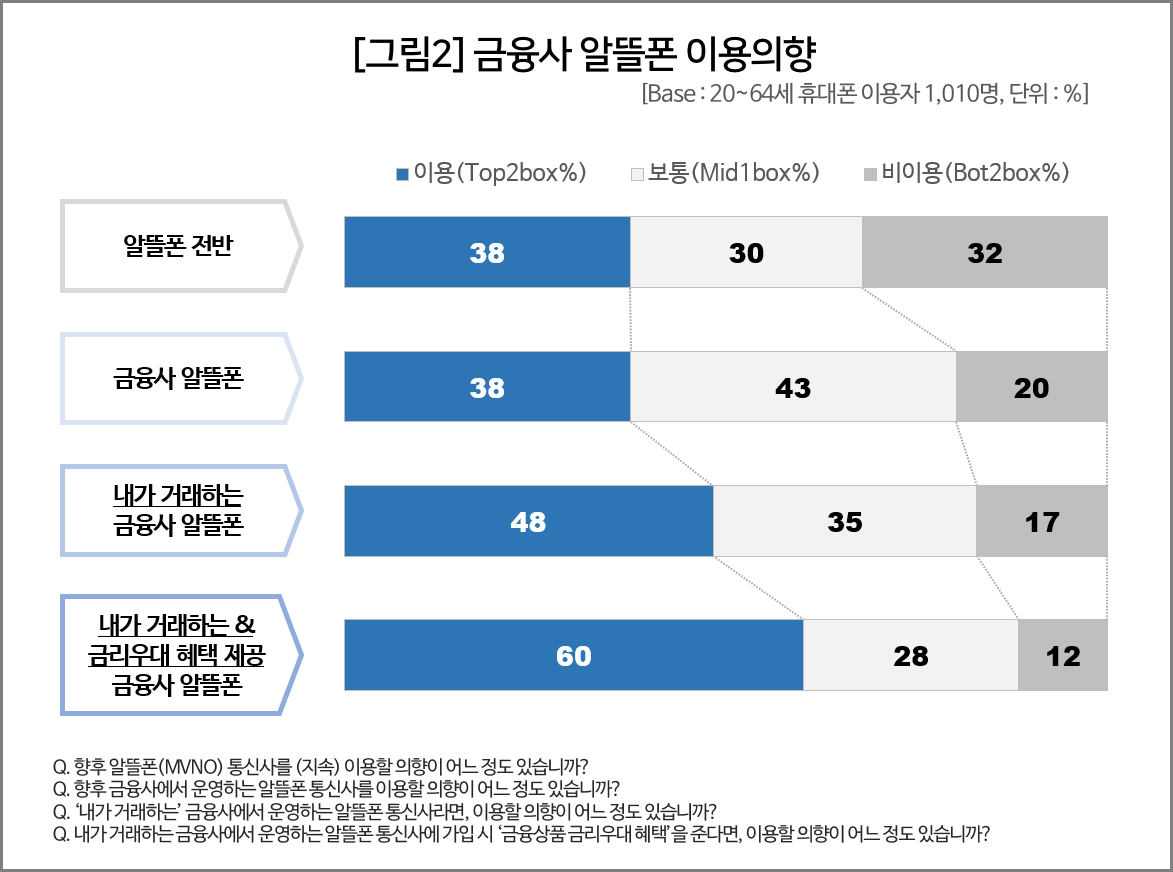 [그림2] 금융사 알뜰폰 이용의향
[Base : 20~64세 휴대폰 이용자 1,010명, 단위 : %]
이용(Top2box%) 보통(Mid1box%) 비이용(Bot2box%)
알뜰폰 전반
38 30 32
금융사 알뜰폰
38 43 20
내가 거래하는
금융사 알뜰폰
48 35 17
내가 거래하는 &
금리우대 혜택 제공
금융사 알뜰폰
60 28 12
Q. 향후 알뜰폰(MVNO) 통신사를 (지속) 이용할 의향이 어느 정도 있습니까?
Q. 향후 금융사에서 운영하는 알뜰폰 통신사를 이용할 의향이 어느 정도 있습니까?
Q. ‘내가 거래하는’ 금융사에서 운영하는 알뜰폰 통신사라면, 이용할 의향이 어느 정도 있습니까?
Q. 내가 거래하는 금융사에서 운영하는 알뜰폰 통신사에 가입 시 ‘금융상품 금리우대 혜택’을 준다면, 이용할 의향이 어느 정도 있습니까?